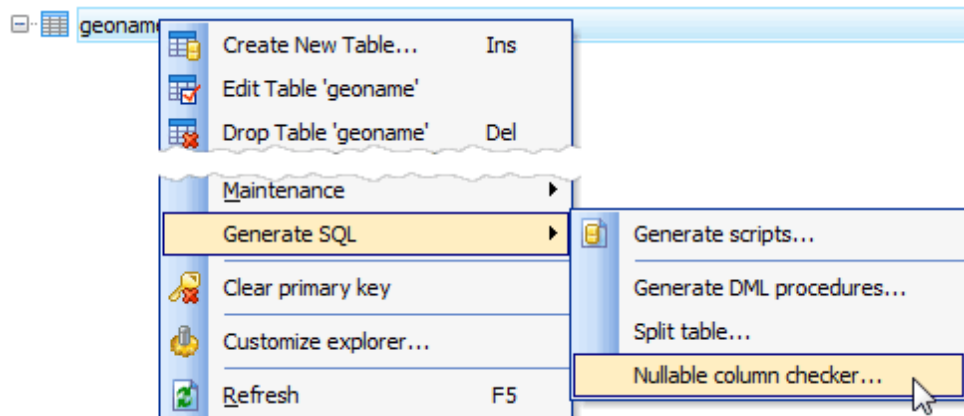 geoname
Create New Table... Ins
Edit Table 'geoname'
Drop Table 'geoname' Del
Maintenance
Generate SQL
Generate scripts...
Clear primary key
Generate DML procedures...
Split table...
Customize explorer...
Nullable column checker...
Refresh F5